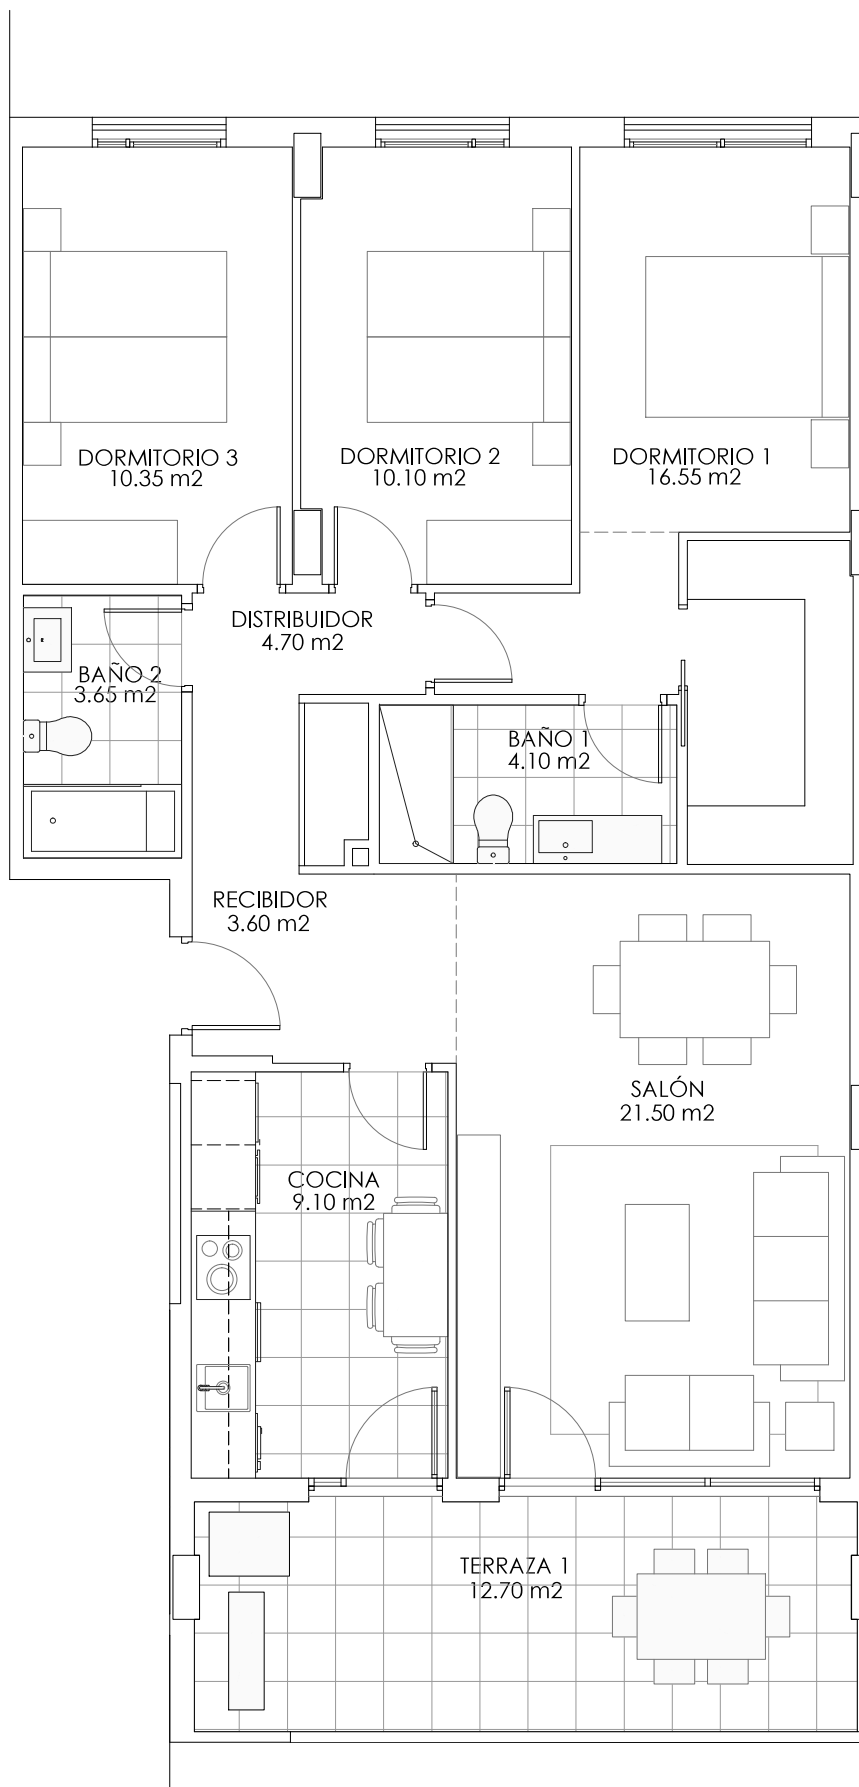 DORMITORIO 3
10.35 m2
DORMITORIO 2
10.10 m2
DORMITORIO 1
16.55 m2
DISTRIBUIDOR
4.70 m2
BAÑO 2
3.65 m2
BAÑO 1
4.10 m2
RECIBIDOR
3.60 m2
SALÓN
21.50 m2
COCINA
9.10 m2
TERRAZA 1
12.70 m2